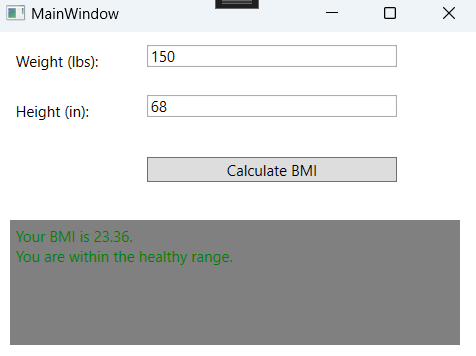 MainWindow
Weight (lbs): 150
Height (in): 68
Calculate BMI
Your BMI is 23.36.
You are within the healthy range.